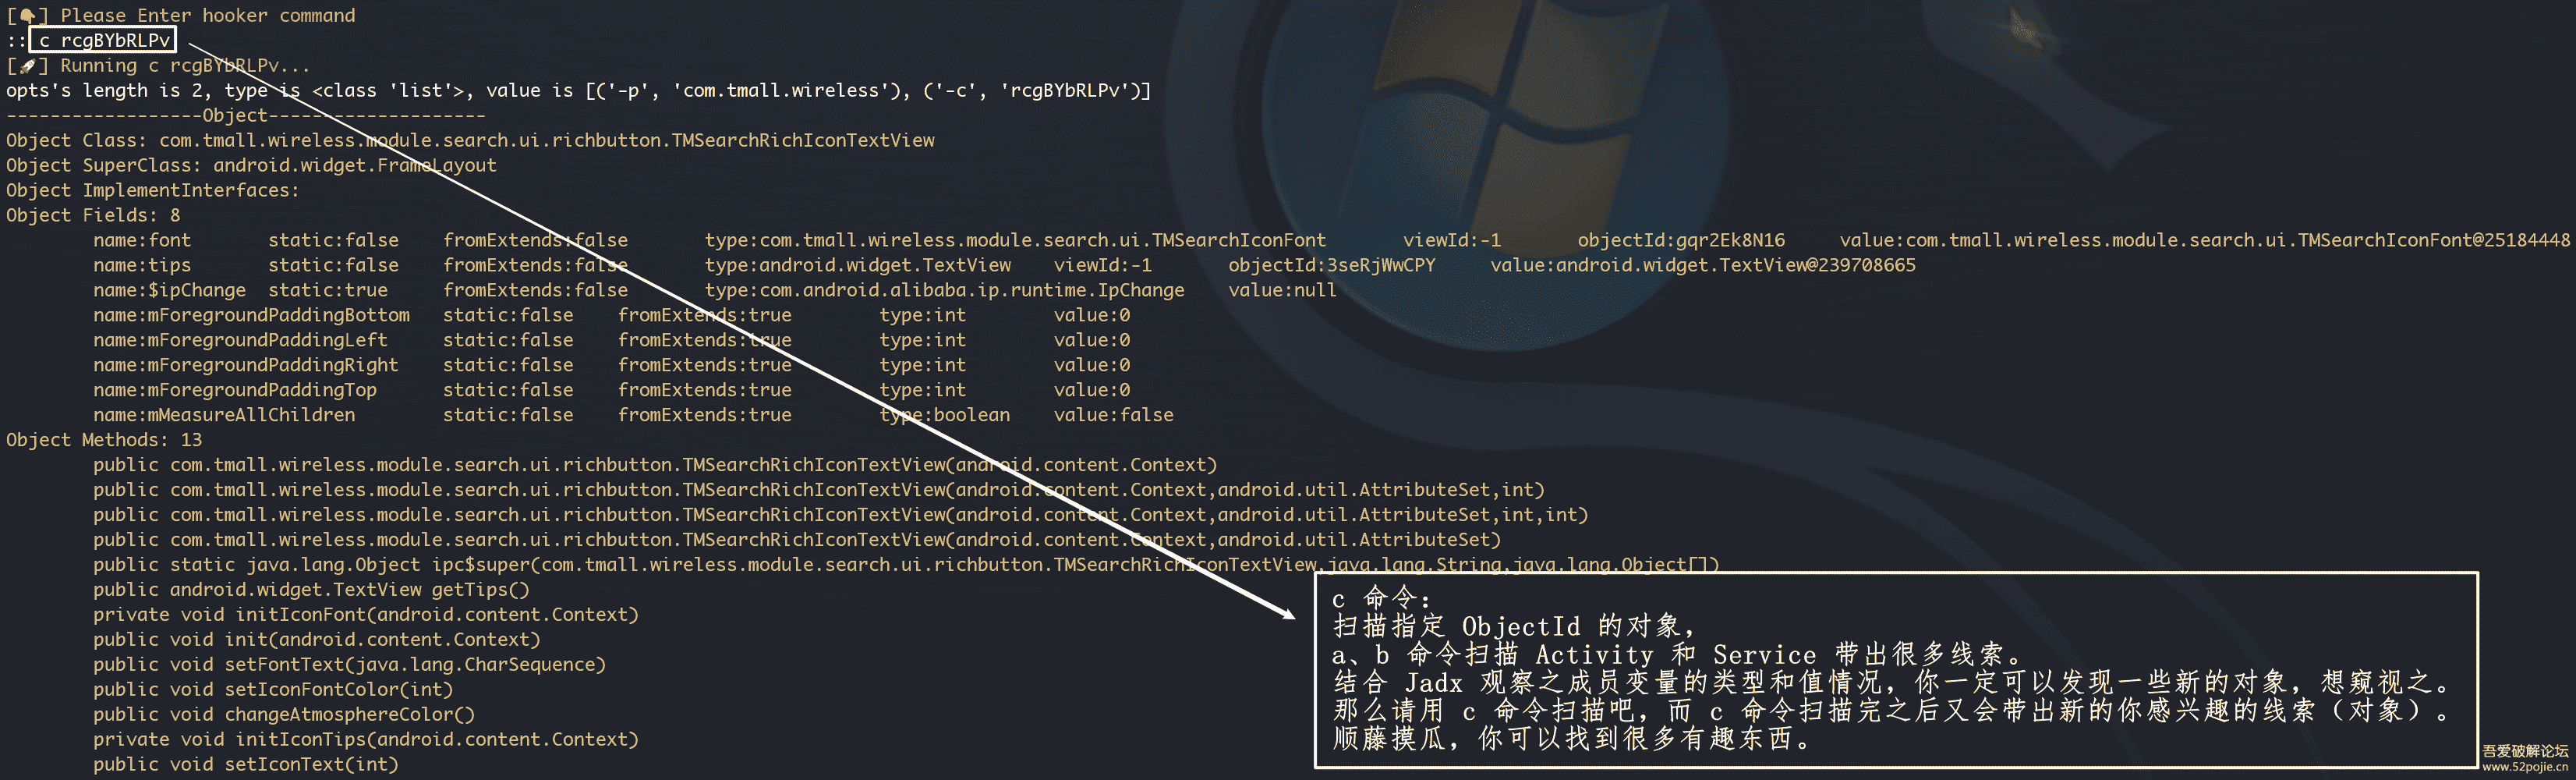 [👇] Please Enter hooker command
:: c rcgBYbRLPv
[🚀] Running c rcgBYbRLPv...
opts's length is 2, type is <class 'list'>, value is [('-p', 'com.tmall.wireless'), ('-c', 'rcgBYbRLPv')]
------------------Object--------------------
Object Class: com.tmall.wireless.module.search.ui.richbutton.TMSearchRichIconTextView
Object SuperClass: android.widget.FrameLayout
Object ImplementInterfaces:
Object Fields: 8
name:font static:false fromExtends:false type:com.tmall.wireless.module.search.ui.TMSearchIconFont viewId:-1 objectId:gqr2Ek8N16 value:com.tmall.wireless.module.search.ui.TMSearchIconFont@25184448
name:tips static:false fromExtends:false type:android.widget.TextView viewId:-1 objectId:3seRjWwCPY value:android.widget.TextView@239708665
name:$ipChange static:true fromExtends:false type:com.android.alibaba.ip.runtime.IpChange value:null
name:mForegroundPaddingBottom static:false fromExtends:true type:int value:0
name:mForegroundPaddingLeft static:false fromExtends:true type:int value:0
name:mForegroundPaddingRight static:false fromExtends:true type:int value:0
name:mForegroundPaddingTop static:false fromExtends:true type:int value:0
name:mMeasureAllChildren static:false fromExtends:true type:boolean value:false
Object Methods: 13
public com.tmall.wireless.module.search.ui.richbutton.TMSearchRichIconTextView(android.content.Context)
public com.tmall.wireless.module.search.ui.richbutton.TMSearchRichIconTextView(android.content.Context,android.util.AttributeSet,int)
public com.tmall.wireless.module.search.ui.richbutton.TMSearchRichIconTextView(android.content.Context,android.util.AttributeSet,int,int)
public com.tmall.wireless.module.search.ui.richbutton.TMSearchRichIconTextView(android.content.Context,android.util.AttributeSet)
public static java.lang.Object ipc$super(com.tmall.wireless.module.search.ui.richbutton.TMSearchRichIconTextView,java.lang.String,java.lang.Object[])
public android.widget.TextView getTips()
private void initIconFont(android.content.Context)
public void init(android.content.Context)
public void setFontText(java.lang.CharSequence)
public void setIconFontColor(int)
public void changeAtmosphereColor()
private void initIconTips(android.content.Context)
public void setIconText(int)
c 命令：
扫描指定 ObjectId 的对象，
a、b 命令扫描 Activity 和 Service 带出很多线索。
结合 Jadx 观察之成员变量的类型和值情况，你一定可以发现一些新的对象，想窥视之。
那么请用 c 命令扫描吧，而 c 命令扫描完之后又会带出新的你感兴趣的线索（对象）。
顺藤摸瓜，你可以找到很多有趣东西。
吾爱破解论坛
www.52pojie.cn